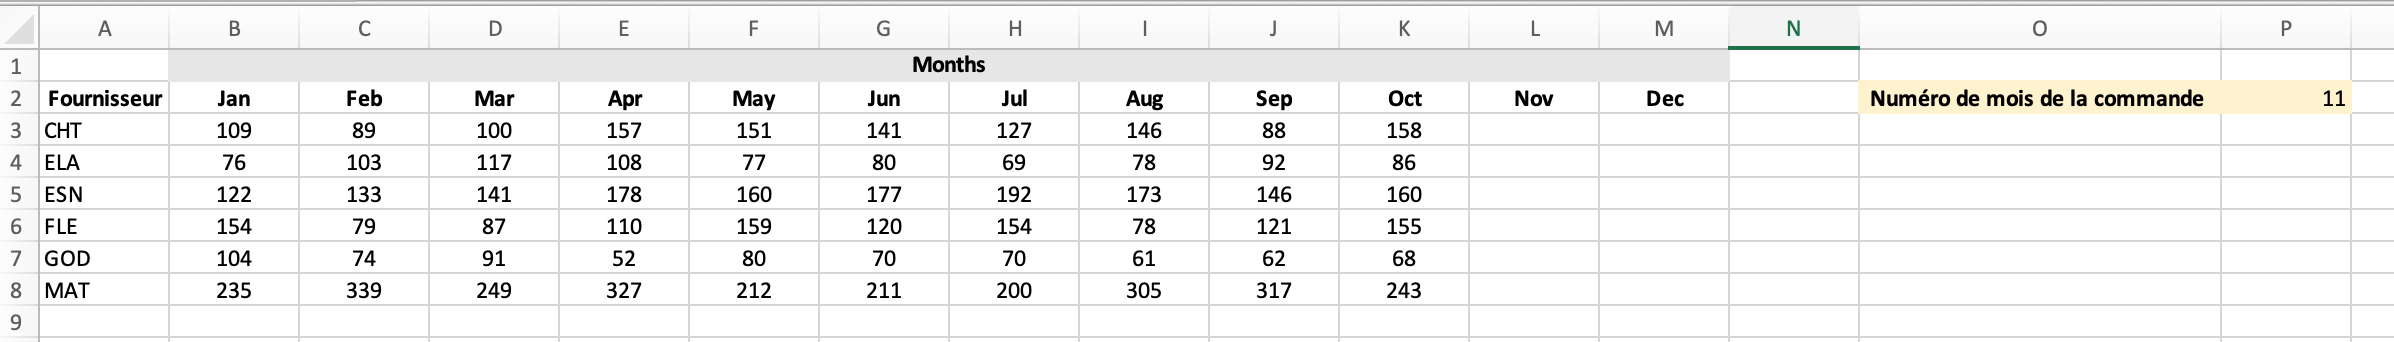 A B C D E F G H I J K L M N O P
1 Months
2 Fournisseur Jan Feb Mar Apr May Jun Jul Aug Sep Oct Nov Dec Numéro de mois de la commande 11
3 CHT 109 89 100 157 151 141 127 146 88 158
4 ELA 76 103 117 108 77 80 69 78 92 86
5 ESN 122 133 141 178 160 177 192 173 146 160
6 FLE 154 79 87 110 159 120 154 78 121 155
7 GOD 104 74 91 52 80 70 70 61 62 68
8 MAT 235 339 249 327 212 211 200 305 317 243
9